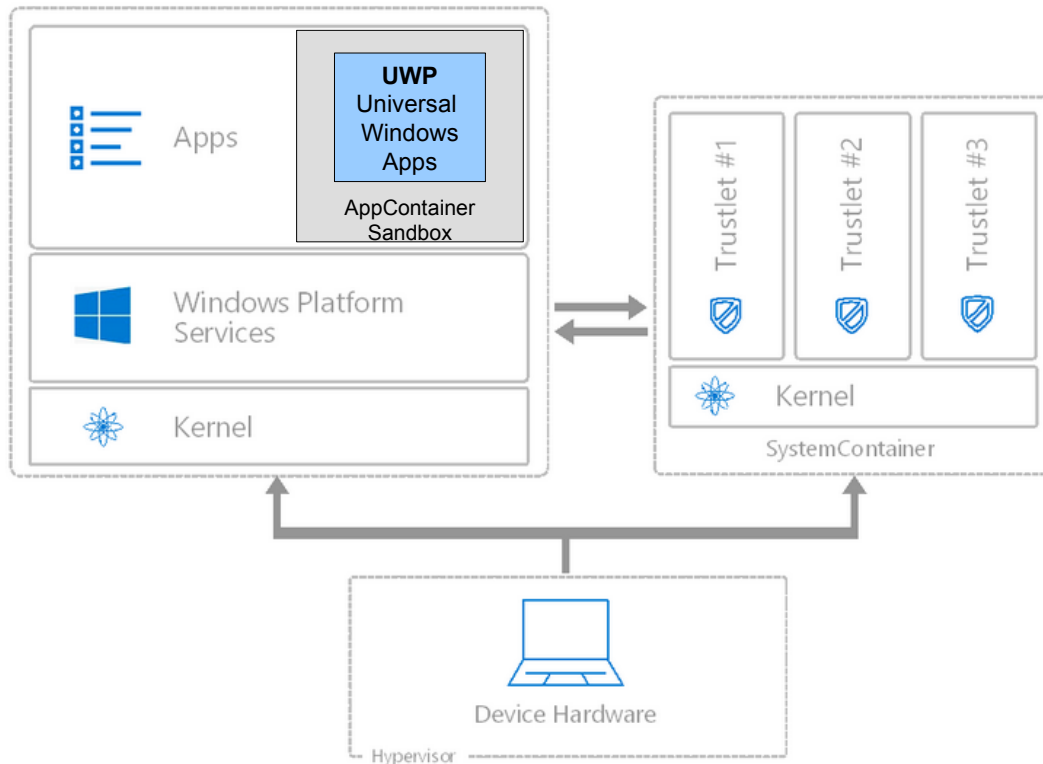 UWP
Universal
Windows
Apps
AppContainer
Sandbox
Apps
Windows Platform
Services
Kernel
Trustlet #1
Trustlet #2
Trustlet #3
Kernel
SystemContainer
Device Hardware
Hypervisor